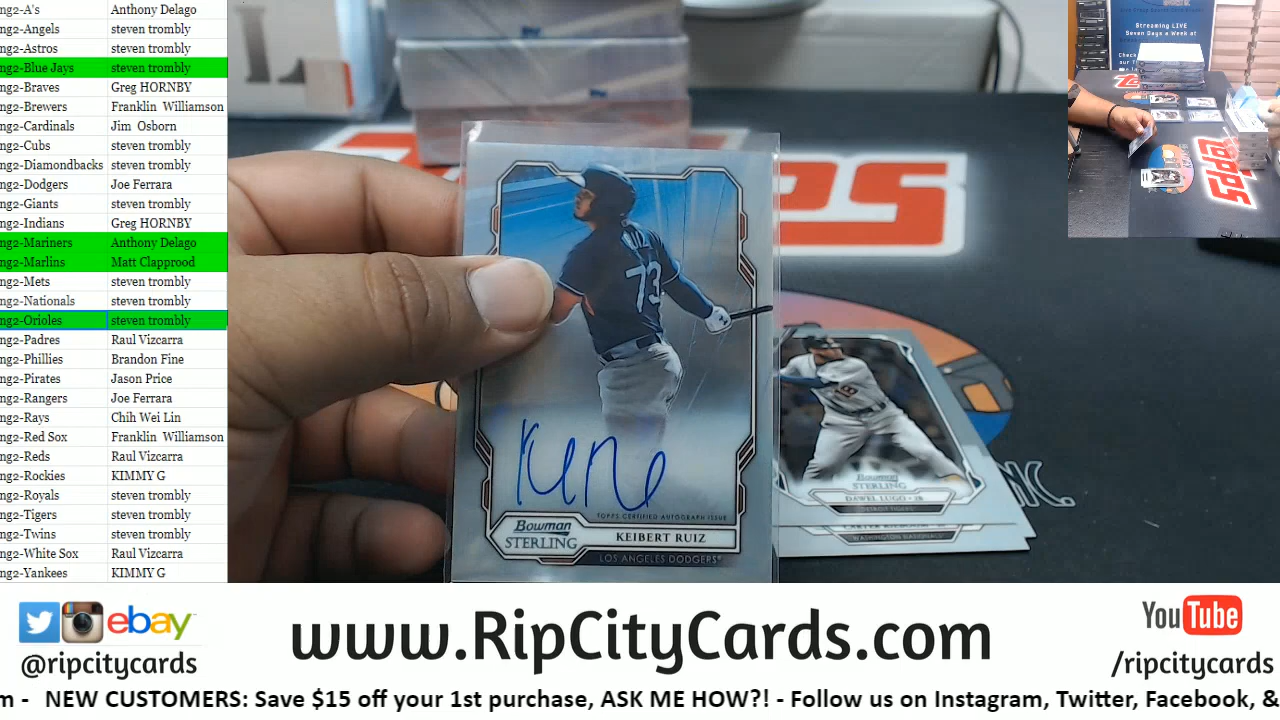 ng2-A's Anthony Delago
ng2-Angels steven trombly
ng2-Astros steven trombly
ng2-Blue Jays steven trombly
ng2-Braves Greg HORNBY
ng2-Brewers Franklin Williamson
ng2-Cardinals Jim Osborn
ng2-Cubs steven trombly
ng2-Diamondbacks steven trombly
ng2-Dodgers Joe Ferrara
ng2-Giants steven trombly
ng2-Indians Greg HORNBY
ng2-Mariners Anthony Delago
ng2-Marlins Matt Clapprood
ng2-Mets steven trombly
ng2-Nationals steven trombly
ng2-Orioles steven trombly
ng2-Padres Raul Vizcarra
ng2-Phillies Brandon Fine
ng2-Pirates Jason Price
ng2-Rangers Joe Ferrara
ng2-Rays Chih Wei Lin
ng2-Red Sox Franklin Williamson
ng2-Reds Raul Vizcarra
ng2-Rockies KIMMY G
ng2-Royals steven trombly
ng2-Tigers steven trombly
ng2-Twins steven trombly
ng2-White Sox Raul Vizcarra
ng2-Yankees KIMMY G
RUIZ
73
TOPPS CERTIFIED AUTOGRAPH ISSUE
Bowman
STERLING
KEIBERT RUIZ
LOS ANGELES DODGERS
Bowman
STERLING
DAWEL LUGO
DETROIT TIGERS
WASHINGTON NATIONALS
Streaming LIVE
Seven Days a Week at
Topps
ebay
@ripcitycards
www.RipCityCards.com
YouTube
/ripcitycards
m - NEW CUSTOMERS: Save $15 off your 1st purchase, ASK ME HOW?! - Follow us on Instagram, Twitter, Facebook, &